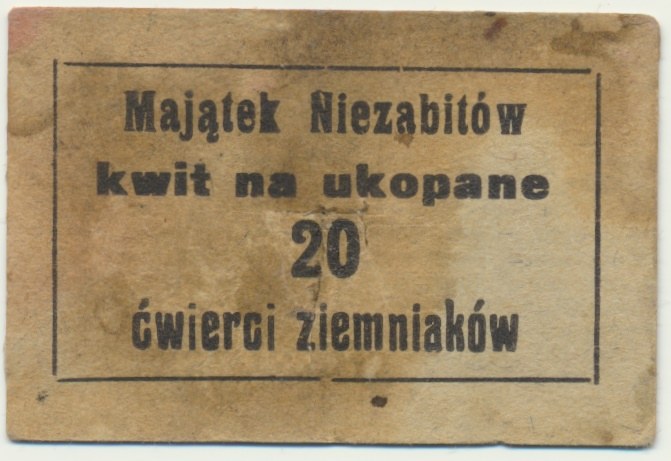 Majątek Niezabitów
kwit na ukopane
20
ćwierci ziemniaków